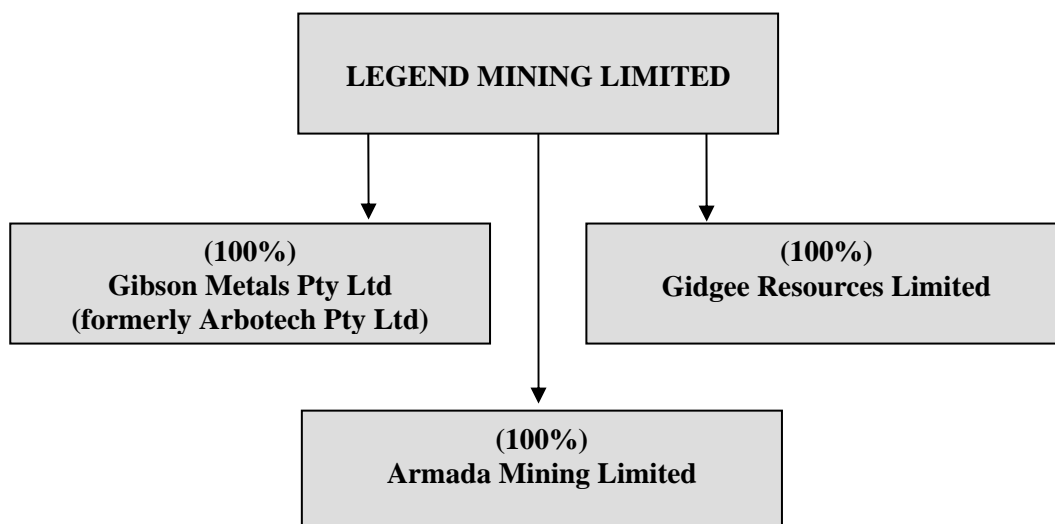 LEGEND MINING LIMITED
(100%)
Gibson Metals Pty Ltd
(formerly Arbotech Pty Ltd)
(100%)
Gidgee Resources Limited
(100%)
Armada Mining Limited